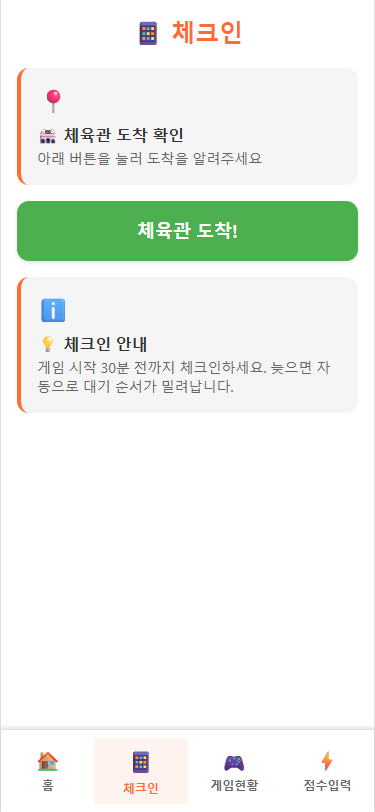 체크인
체육관 도착 확인
아래 버튼을 눌러 도착을 알려주세요
체육관 도착!
체크인 안내
게임 시작 30분 전까지 체크인하세요. 늦으면 자
동으로 대기 순서가 밀려납니다.
홈
체크인
게임현황
점수입력